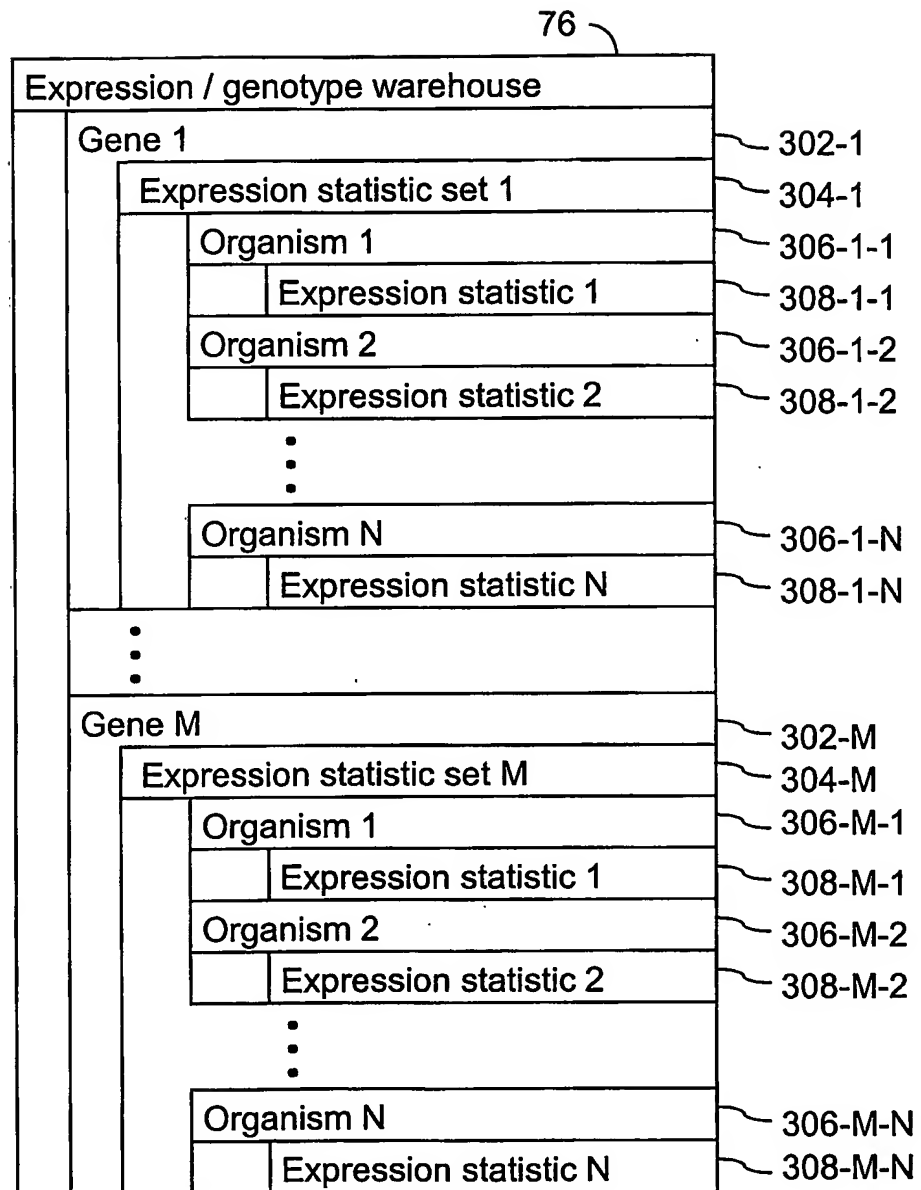 76
Expression / genotype warehouse
Gene 1 302-1
Expression statistic set 1 304-1
Organism 1 306-1-1
Expression statistic 1 308-1-1
Organism 2 306-1-2
Expression statistic 2 308-1-2
Organism N 306-1-N
Expression statistic N 308-1-N
Gene M 302-M
Expression statistic set M 304-M
Organism 1 306-M-1
Expression statistic 1 308-M-1
Organism 2 306-M-2
Expression statistic 2 308-M-2
Organism N 306-M-N
Expression statistic N 308-M-N